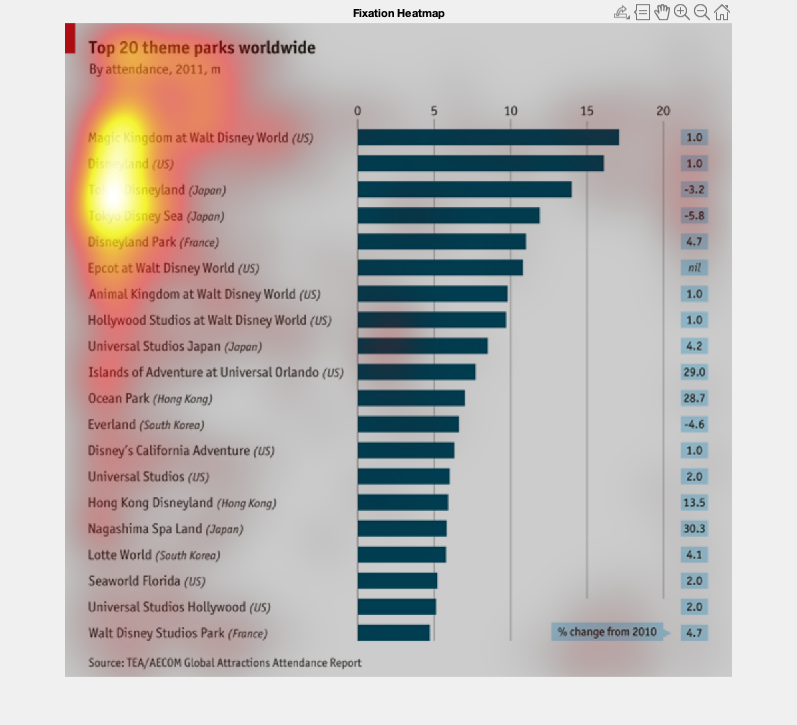 Fixation Heatmap
Top 20 theme parks worldwide
By attendance, 2011, m
0 5 10 15 20
Magic Kingdom at Walt Disney World (US) 1.0
Disneyland (US) 1.0
Tokyo Disneyland (Japan) -3.2
Tokyo Disney Sea (Japan) -5.8
Disneyland Park (France) 4.7
Epcot at Walt Disney World (US) nil
Animal Kingdom at Walt Disney World (US) 1.0
Hollywood Studios at Walt Disney World (US) 1.0
Universal Studios Japan (Japan) 4.2
Islands of Adventure at Universal Orlando (US) 29.0
Ocean Park (Hong Kong) 28.7
Everland (South Korea) -4.6
Disney's California Adventure (US) 1.0
Universal Studios (US) 2.0
Hong Kong Disneyland (Hong Kong) 13.5
Nagashima Spa Land (Japan) 30.3
Lotte World (South Korea) 4.1
Seaworld Florida (US) 2.0
Universal Studios Hollywood (US) 2.0
Walt Disney Studios Park (France) % change from 2010 4.7
Source: TEA/AECOM Global Attractions Attendance Report